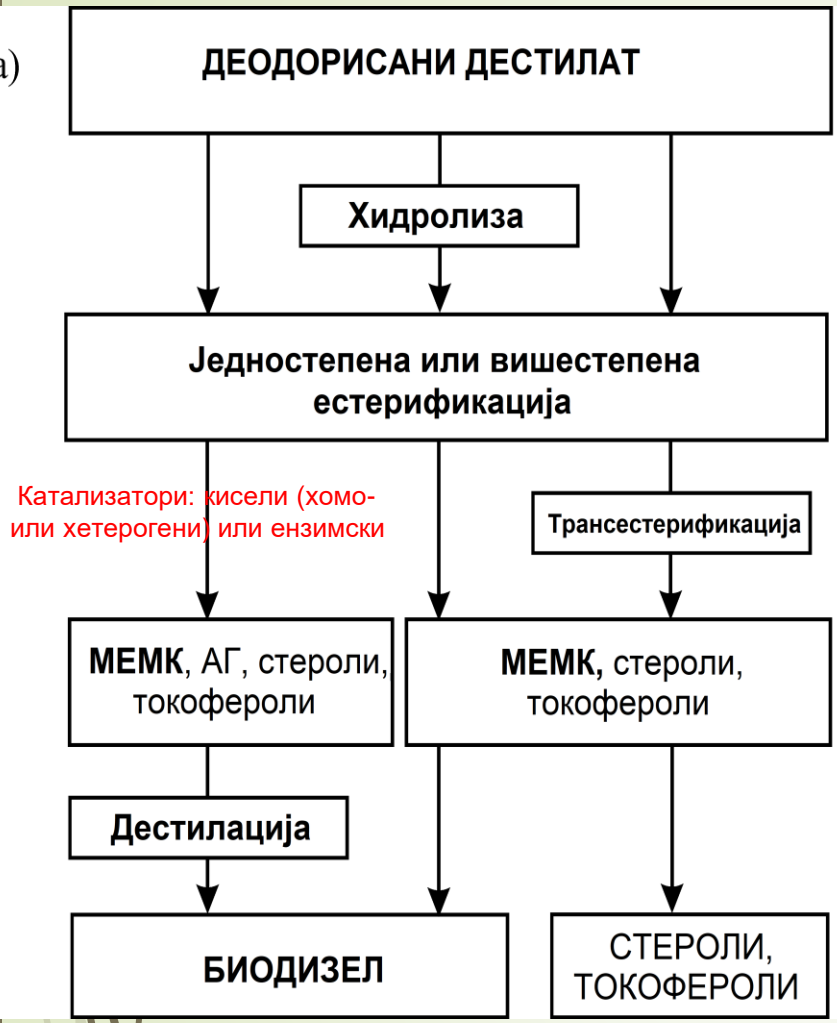 а)
ДЕОДОРИСАНИ ДЕСТИЛАТ
Хидролиза
Једностепена или вишестепена
естерификација
Катализатори: кисели (хомо-
или хетерогени) или ензимски
Трансестерификација
МЕМК, АГ, стероли,
токофероли
МЕМК, стероли,
токофероли
Дестилација
БИОДИЗЕЛ
СТЕРОЛИ,
ТОКОФЕРОЛИ